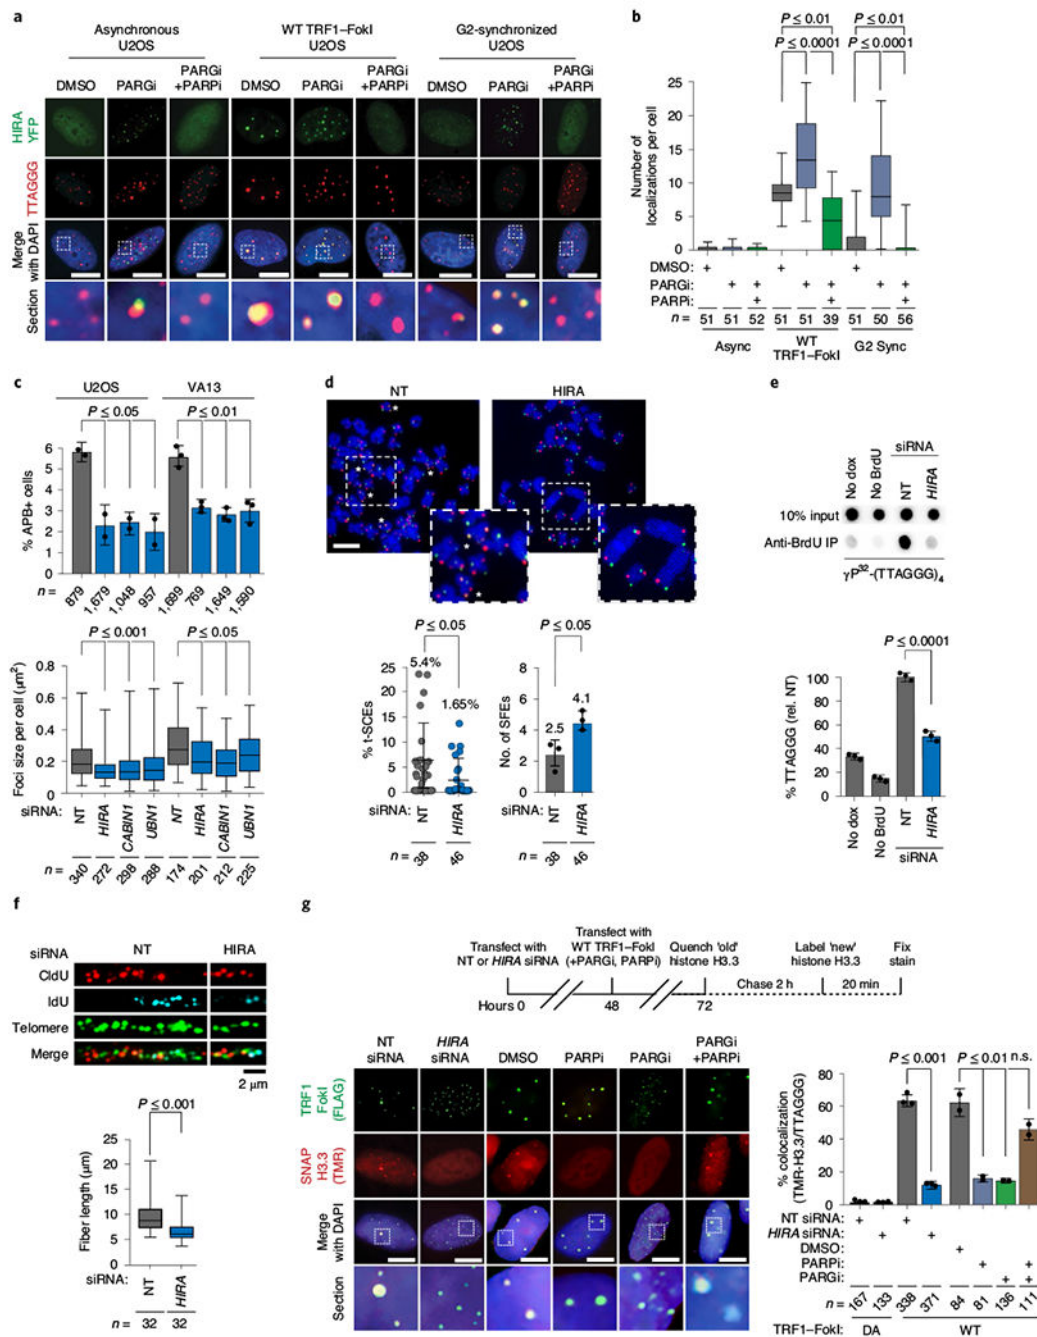 a
Asynchronous
U2OS
WT TRF1–FokI
U2OS
G2-synchronized
U2OS
DMSO
PARGi
PARGi
+PARPi
DMSO
PARGi
PARGi
+PARPi
DMSO
PARGi
PARGi
+PARPi
HIRA
YFP
TTAGGG
Merge
with DAPI
Section
b
P ≤ 0.01
P ≤ 0.0001
P ≤ 0.01
P ≤ 0.0001
Number of
localizations per cell
25
20
15
10
5
0
DMSO: + + +
PARGi: + + + + + +
PARPi: + + +
n = 51 51 52 51 51 39 51 50 56
Async
WT
TRF1–FokI
G2 Sync
c
U2OS
VA13
P ≤ 0.05
P ≤ 0.01
% APB+ cells
6
5
4
3
2
1
0
n = 879 1,679 1,048 957 1,699 769 1,649 1,590
P ≤ 0.001
P ≤ 0.05
Foci size per cell (μm²)
0.8
0.6
0.4
0.2
0
siRNA: NT HIRA CABIN1 UBN1 NT HIRA CABIN1 UBN1
n = 340 272 298 288 174 201 212 225
d
NT
HIRA
P ≤ 0.05
5.4%
1.65%
% t-SCEs
25
20
15
10
5
0
siRNA: NT HIRA
n = 38 46
P ≤ 0.05
2.5
4.1
No. of SFEs
8
6
4
2
0
siRNA: NT HIRA
n = 38 46
e
siRNA
No dox
No BrdU
NT
HIRA
10% input
Anti-BrdU IP
γP³²-(TTAGGG)₄
P ≤ 0.0001
% TTAGGG (rel. NT)
100
80
60
40
20
0
No dox
No BrdU
NT
HIRA
siRNA
f
siRNA NT HIRA
CldU
IdU
Telomere
Merge
2 μm
P ≤ 0.001
Fiber length (μm)
25
20
15
10
5
0
siRNA: NT HIRA
n = 32 32
g
Transfect with
NT or HIRA siRNA
Transfect with
WT TRF1–FokI
(+PARGi, PARPi)
Quench 'old'
histone H3.3
Label 'new'
histone H3.3
Fix
stain
Chase 2 h
20 min
Hours 0
48
72
NT
siRNA
HIRA
siRNA
DMSO
PARPi
PARGi
PARGi
+PARPi
TRF1
FokI
(FLAG)
SNAP
H3.3
(TMR)
Merge
with DAPI
Section
P ≤ 0.001
P ≤ 0.01
n.s.
% colocalization
(TMR-H3.3/TTAGGG)
80
60
40
20
0
NT siRNA: + +
HIRA siRNA: + +
DMSO: +
PARPi: + +
PARGi: + +
n = 167 133 338 371 84 81 136 111
TRF1–FokI: DA WT